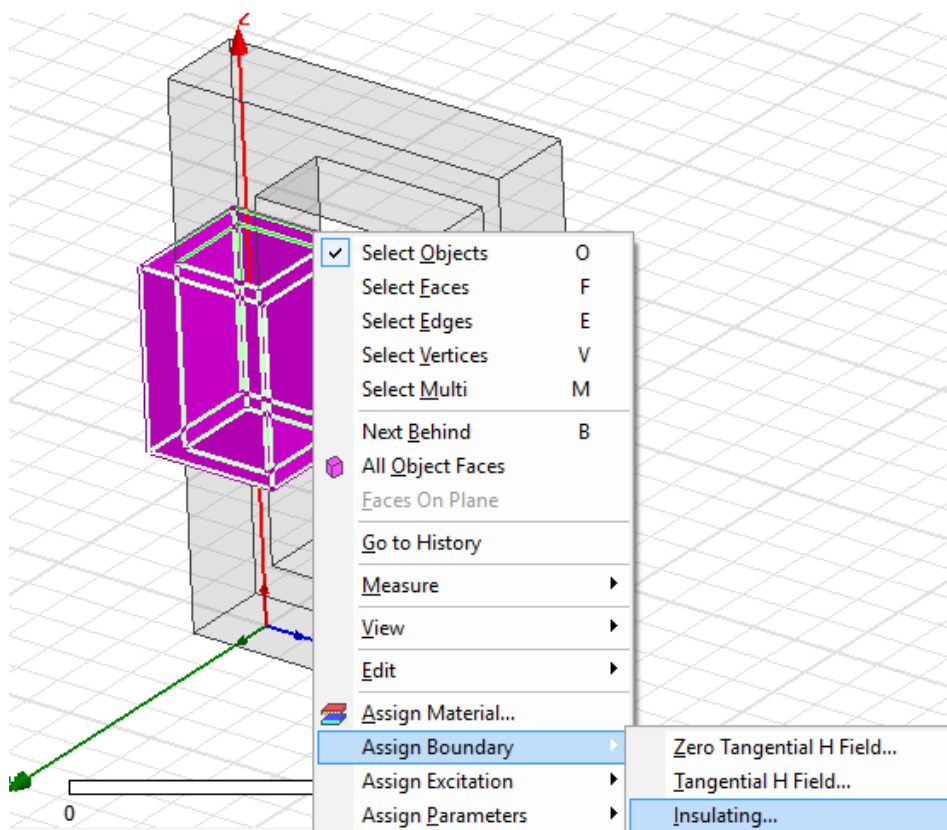 Z
Select Objects O
Select Faces F
Select Edges E
Select Vertices V
Select Multi M
Next Behind B
All Object Faces
Faces On Plane
Go to History
Measure
View
Edit
Assign Material...
Assign Boundary
Assign Excitation
Assign Parameters
Zero Tangential H Field...
Tangential H Field...
Insulating...
0